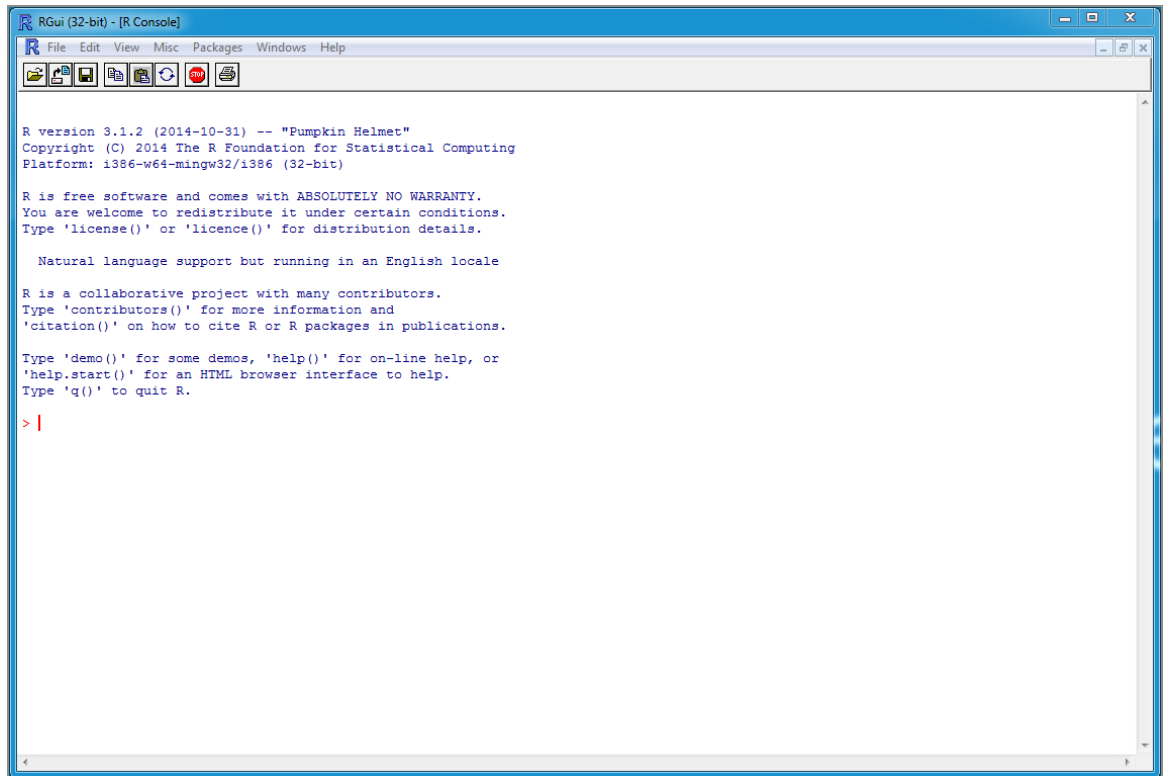 RGui (32-bit) - [R Console]
File Edit View Misc Packages Windows Help
STOP
R version 3.1.2 (2014-10-31) -- "Pumpkin Helmet"
Copyright (C) 2014 The R Foundation for Statistical Computing
Platform: i386-w64-mingw32/i386 (32-bit)
R is free software and comes with ABSOLUTELY NO WARRANTY.
You are welcome to redistribute it under certain conditions.
Type 'license()' or 'licence()' for distribution details.
Natural language support but running in an English locale
R is a collaborative project with many contributors.
Type 'contributors()' for more information and
'citation()' on how to cite R or R packages in publications.
Type 'demo()' for some demos, 'help()' for on-line help, or
'help.start()' for an HTML browser interface to help.
Type 'q()' to quit R.
>